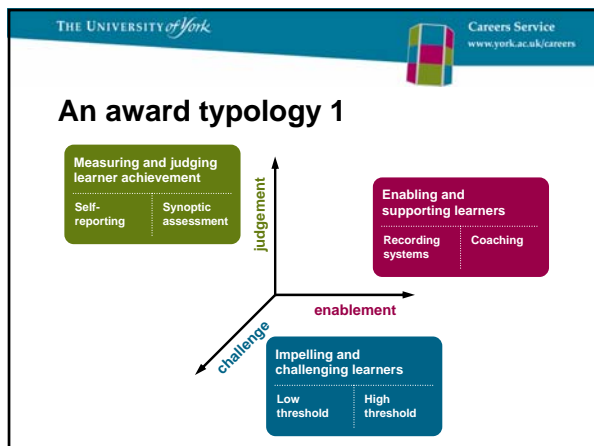 THE UNIVERSITY of York
Careers Service
www.york.ac.uk/careers
An award typology 1
Measuring and judging
learner achievement
Self-
reporting
Synoptic
assessment
judgement
Enabling and
supporting learners
Recording
systems
Coaching
enablement
challenge
Impelling and
challenging learners
Low
threshold
High
threshold